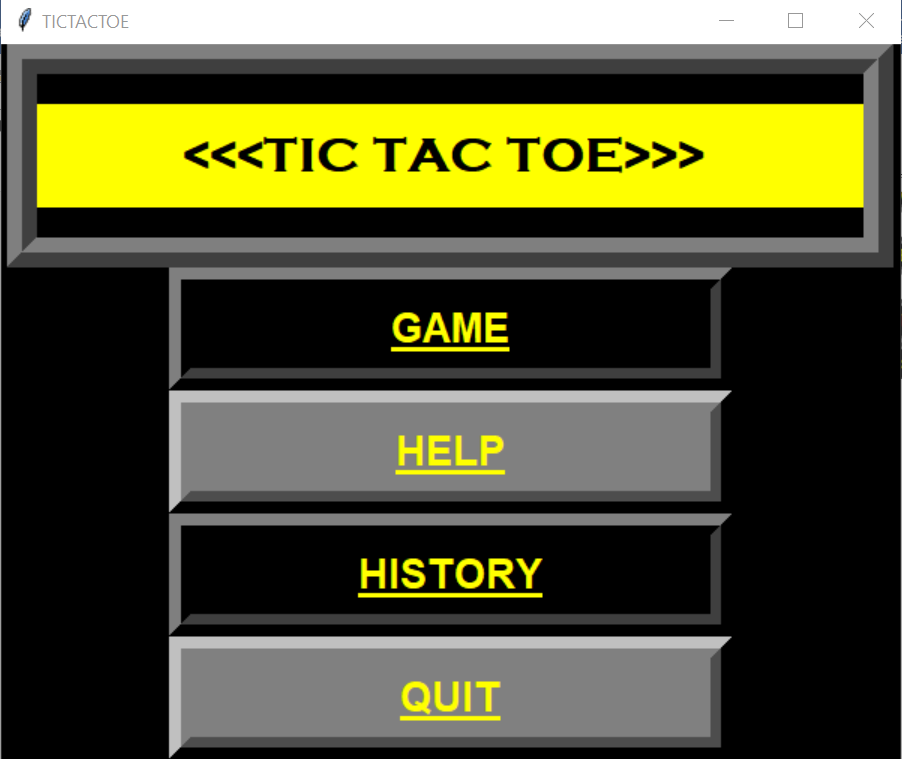 TICTACTOE
<<<TIC TAC TOE>>>
GAME
HELP
HISTORY
QUIT